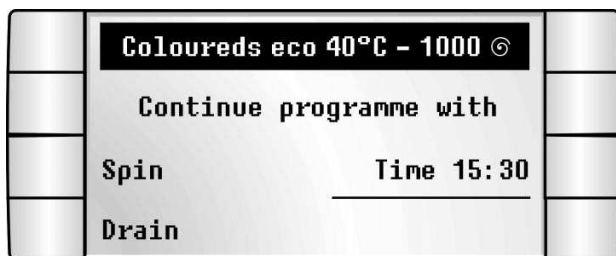 Coloureds eco 40°C – 1000
Continue programme with
Spin Time 15:30
Drain